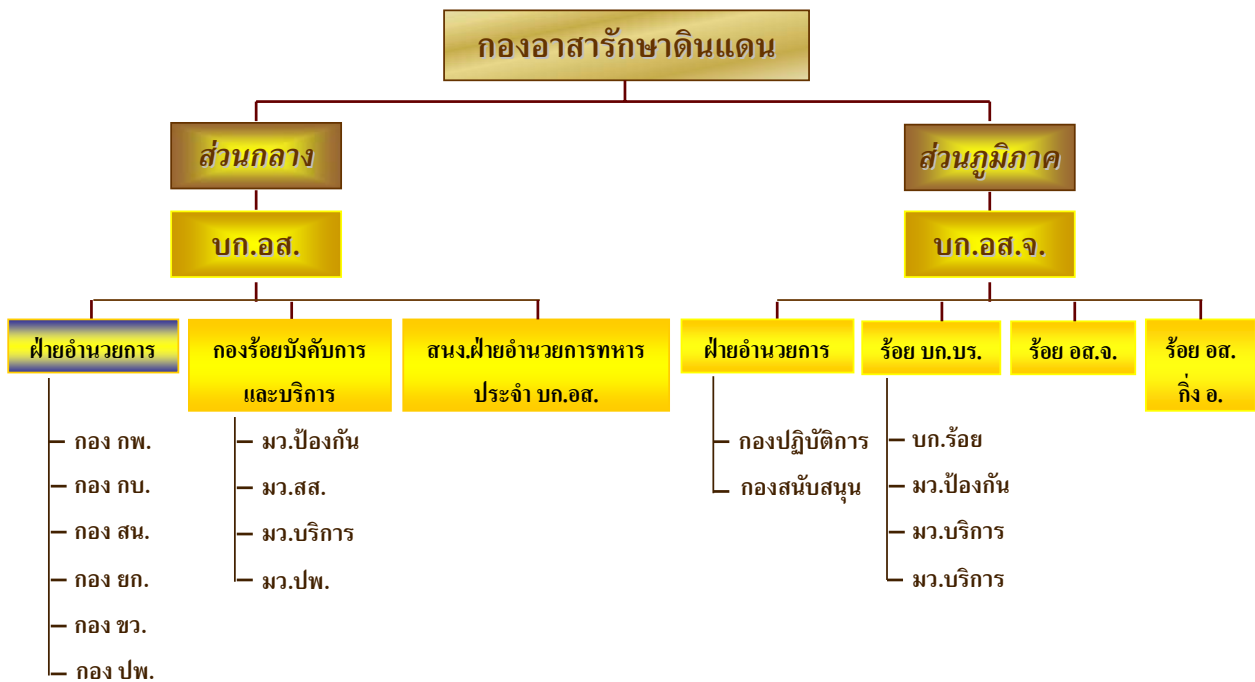 กองอาสารักษาดินแดน
ส่วนกลาง
ส่วนภูมิภาค
บก.อส.
บก.อส.จ.
ฝ่ายอำนวยการ
กองร้อยบังคับการ
และบริการ
สนง.ฝ่ายอำนวยการทหาร
ประจำ บก.อส.
ฝ่ายอำนวยการ
ร้อย บก.บร.
ร้อย อส.จ.
ร้อย อส.
กิ่ง อ.
กอง กพ.
กอง กบ.
กอง สน.
กอง ยก.
กอง ขว.
กอง ปพ.
มว.ป้องกัน
มว.สส.
มว.บริการ
มว.ปพ.
กองปฏิบัติการ
กองสนับสนุน
บก.ร้อย
มว.ป้องกัน
มว.บริการ
มว.บริการ